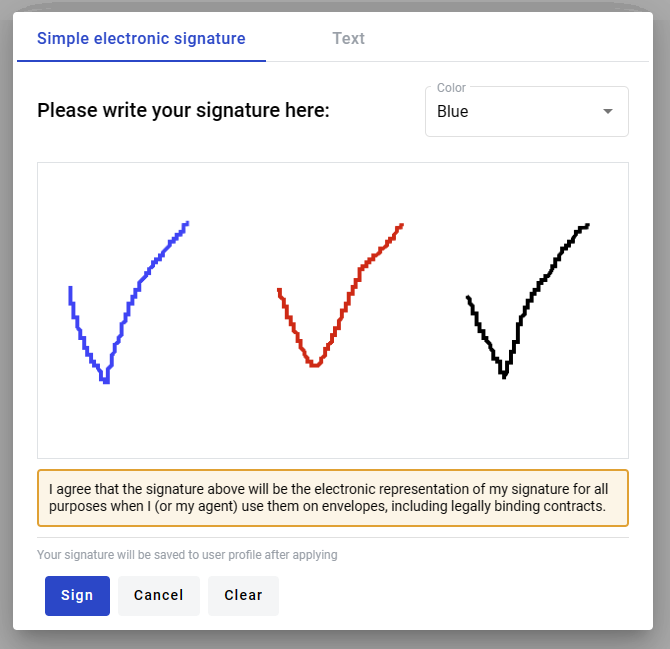 Simple electronic signature
Text
Please write your signature here:
Color
Blue
I agree that the signature above will be the electronic representation of my signature for all
purposes when I (or my agent) use them on envelopes, including legally binding contracts.
Your signature will be saved to user profile after applying
Sign
Cancel
Clear